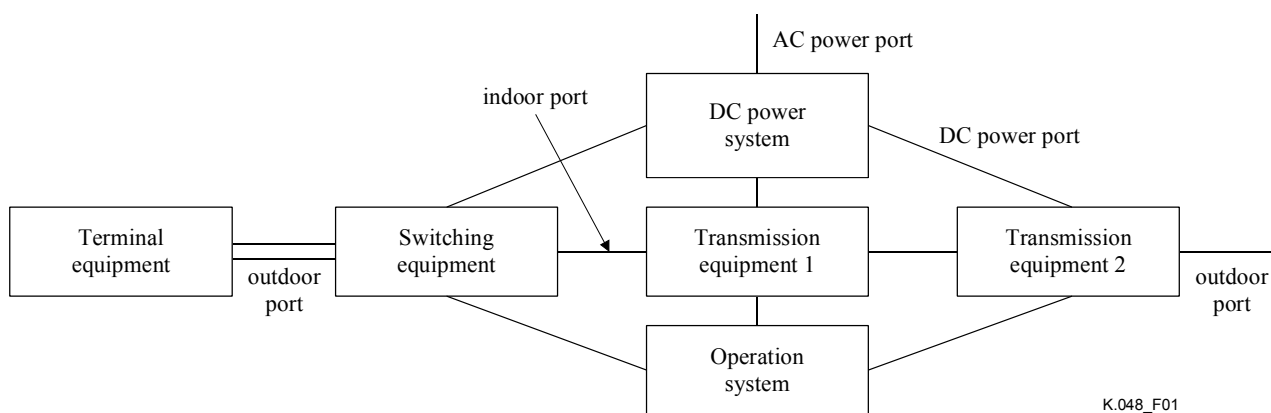 AC power port
indoor port
DC power
system
DC power port
Terminal
equipment
outdoor
port
Switching
equipment
Transmission
equipment 1
Transmission
equipment 2
outdoor
port
Operation
system
K.048_F01